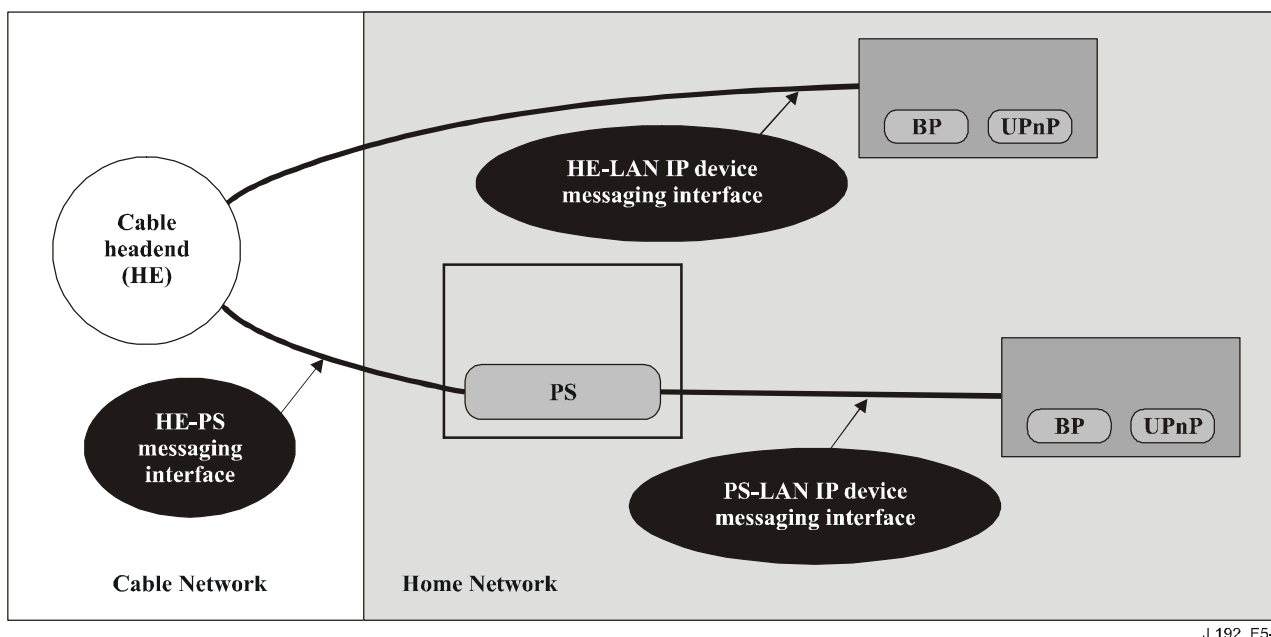 BP
UPnP
HE-LAN IP device
messaging interface
Cable
headend
(HE)
PS
HE-PS
messaging
interface
BP
UPnP
PS-LAN IP device
messaging interface
Cable Network
Home Network